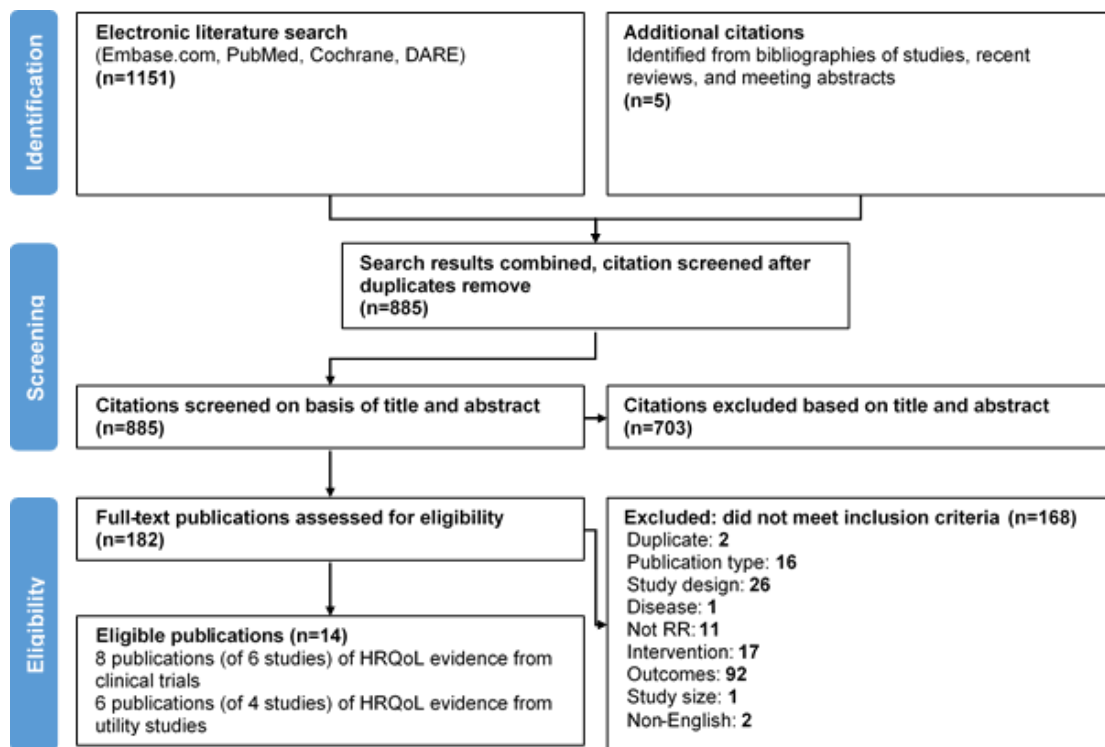 Identification
Electronic literature search
(Embase.com, PubMed, Cochrane, DARE)
(n=1151)
Additional citations
Identified from bibliographies of studies, recent
reviews, and meeting abstracts
(n=5)
Screening
Search results combined, citation screened after
duplicates remove
(n=885)
Citations screened on basis of title and abstract
(n=885)
Citations excluded based on title and abstract
(n=703)
Eligibility
Full-text publications assessed for eligibility
(n=182)
Excluded: did not meet inclusion criteria (n=168)
Duplicate: 2
Publication type: 16
Study design: 26
Disease: 1
Not RR: 11
Intervention: 17
Outcomes: 92
Study size: 1
Non-English: 2
Eligible publications (n=14)
8 publications (of 6 studies) of HRQoL evidence from
clinical trials
6 publications (of 4 studies) of HRQoL evidence from
utility studies